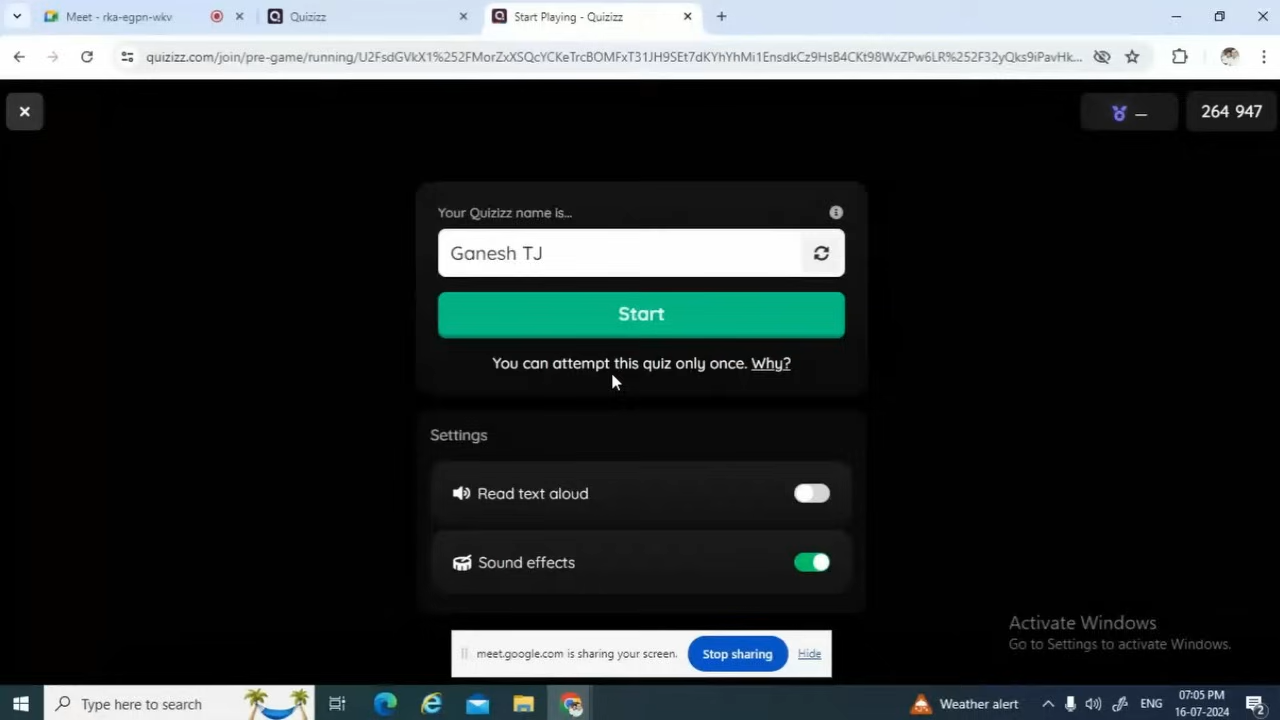 Meet - rka-egpn-wkv
Quizizz
Start Playing - Quizizz
quizizz.com/join/pre-game/running/U2FsdGVkX1%252FMorZxXSQcYCKeTrcBOMFxT31JH9SEt7dKYhYhMi1EnsdkCz9HsB4CKt98WxZPw6LR%252F32yQks9iPavHk...
264 947
Your Quizizz name is...
Ganesh TJ
Start
You can attempt this quiz only once. Why?
Settings
Read text aloud
Sound effects
Activate Windows
Go to Settings to activate Windows.
meet.google.com is sharing your screen.
Stop sharing
Hide
Type here to search
Weather alert
ENG
07:05 PM
16-07-2024
2